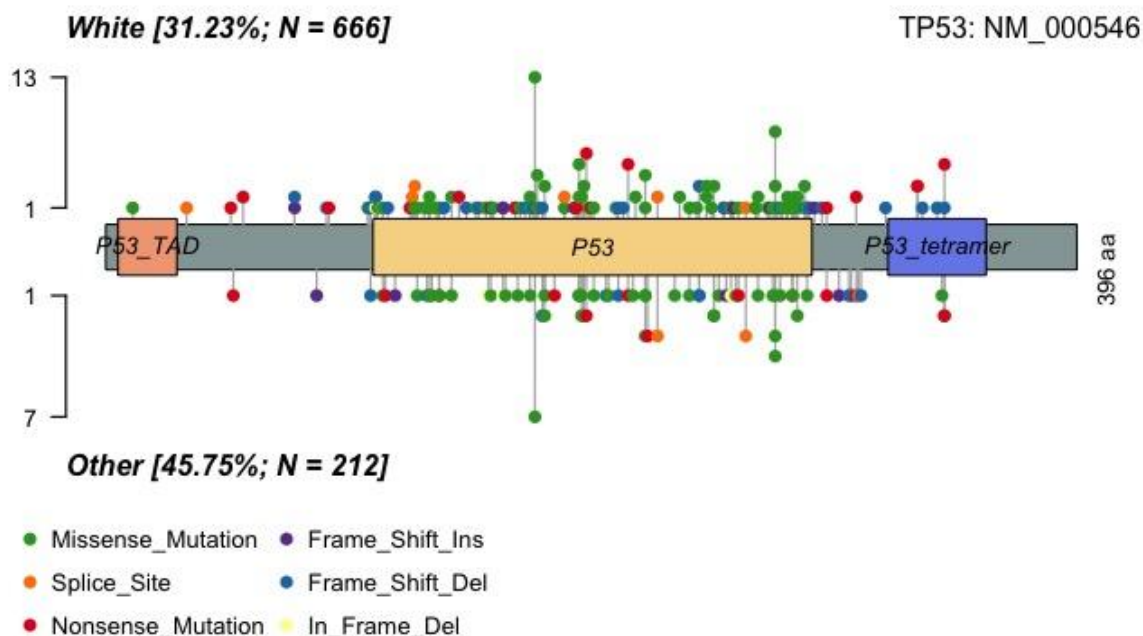 White [31.23%; N = 666]
TP53: NM_000546
13
1
P53_TAD
P53
P53_tetramer
396 aa
1
7
Other [45.75%; N = 212]
Missense_Mutation
Frame_Shift_Ins
Splice_Site
Frame_Shift_Del
Nonsense_Mutation
In_Frame_Del